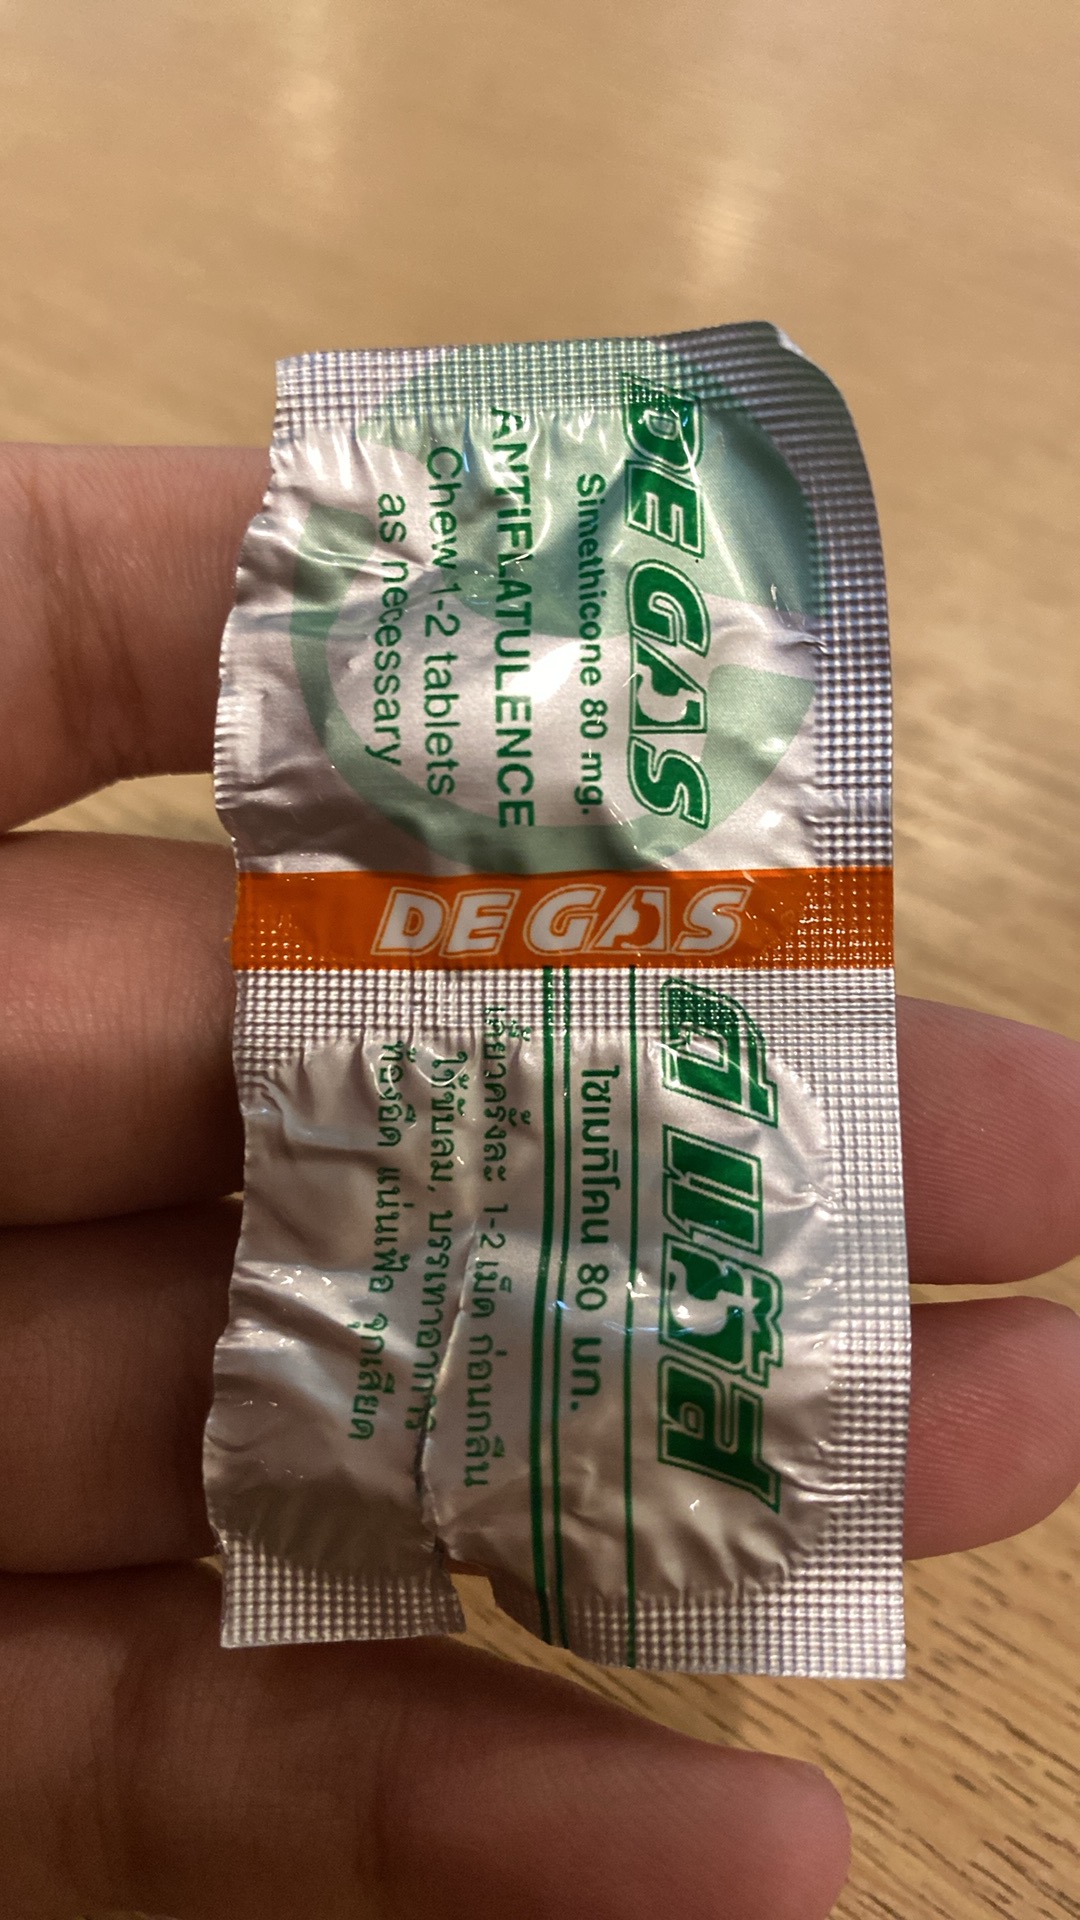 DE GAS
Simethicone 80 mg.
ANTIFLATULENCE
Chew 1-2 tablets
as necessary
DE GAS
ดีแก๊ส
ไซเมทิโคน 80 มก.
เคี้ยวครั้งละ 1-2 เม็ด ก่อนกลืน
ใช้ขับลม, บรรเทาอาการ
ท้องอืด แน่นเฟ้อ จุกเสียด